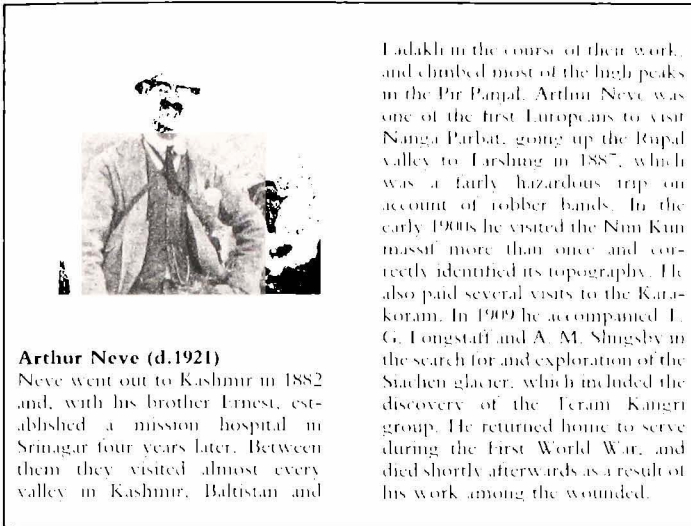 Arthur Neve (d.1921)
Neve went out to Kashmir in 1882
and, with his brother Ernest, est-
ablished a mission hospital in
Srinagar four years later. Between
them they visited almost every
valley in Kashmir, Baltistan and
Ladakh in the course of their work,
and climbed most of the high peaks
in the Pir Panjal. Arthur Neve was
one of the first Europeans to visit
Nanga Parbat, going up the Rupal
valley to Tarshing in 1887, which
was a fairly hazardous trip on
account of robber bands. In the
early 1900s he visited the Nun Kun
massif more than once and cor-
rectly identified its topography. He
also paid several visits to the Kara-
koram. In 1909 he accompanied T.
G. Longstaff and A. M. Slingsby in
the search for and exploration of the
Siachen glacier, which included the
discovery of the Teram Kangri
group. He returned home to serve
during the First World War, and
died shortly afterwards as a result of
his work among the wounded.